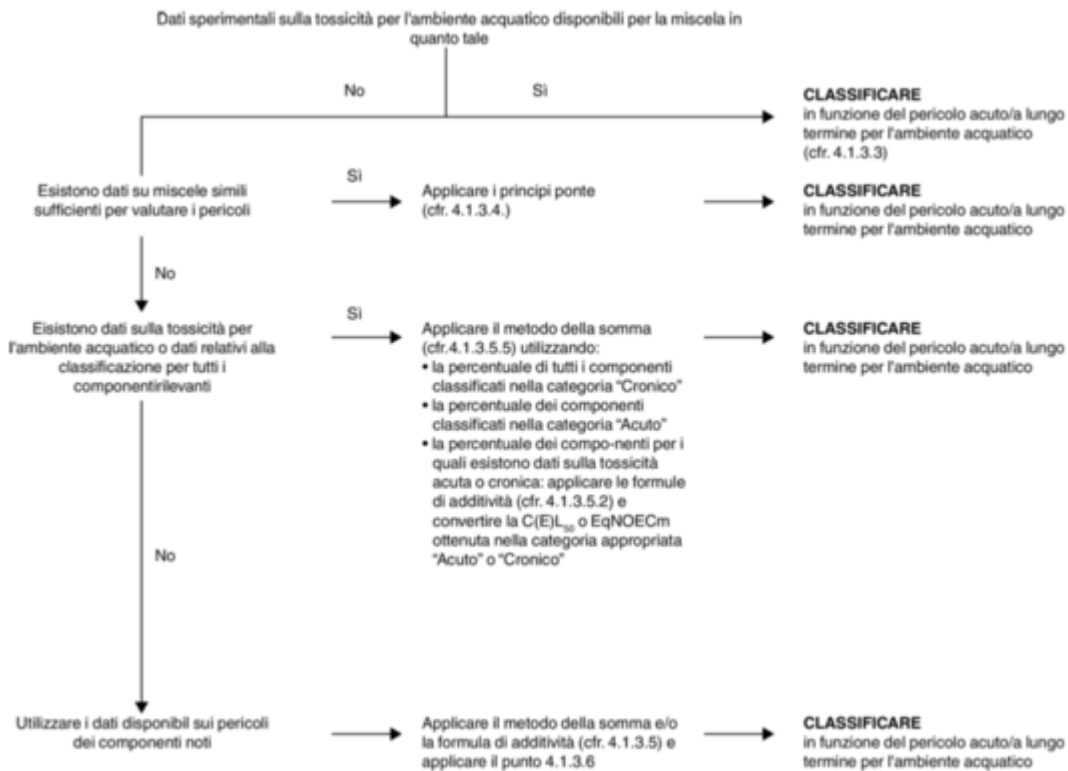 Dati sperimentali sulla tossicità per l'ambiente acquatico disponibili per la miscela in
quanto tale
No
Sì
CLASSIFICARE
in funzione del pericolo acuto/a lungo
termine per l'ambiente acquatico
(cfr. 4.1.3.3)
Esistono dati su miscele simili
sufficienti per valutare i pericoli
Sì
Applicare i principi ponte
(cfr. 4.1.3.4.)
CLASSIFICARE
in funzione del pericolo acuto/a lungo
termine per l'ambiente acquatico
No
Eisistono dati sulla tossicità per
l'ambiente acquatico o dati relativi alla
classificazione per tutti i
componentirilevanti
Sì
Applicare il metodo della somma
(cfr.4.1.3.5.5) utilizzando:
• la percentuale di tutti i componenti
classificati nella categoria "Cronico"
• la percentuale dei componenti
classificati nella categoria "Acuto"
• la percentuale dei compo-nenti per i
quali esistono dati sulla tossicità
acuta o cronica: applicare le formule
di additività (cfr. 4.1.3.5.2) e
convertire la C(E)L50 o EqNOECm
ottenuta nella categoria appropriata
"Acuto" o "Cronico"
CLASSIFICARE
in funzione del pericolo acuto/a lungo
termine per l'ambiente acquatico
No
Utilizzare i dati disponibil sui pericoli
dei componenti noti
Applicare il metodo della somma e/o
la formula di additività (cfr. 4.1.3.5) e
applicare il punto 4.1.3.6
CLASSIFICARE
in funzione del pericolo acuto/a lungo
termine per l'ambiente acquatico